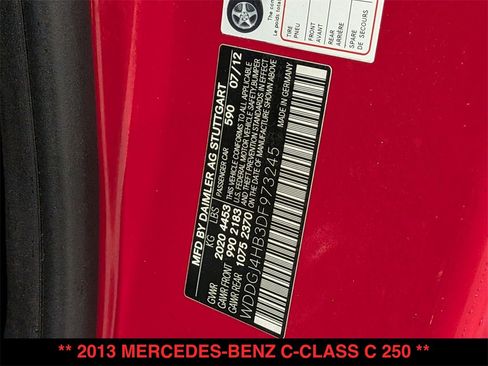 Le poids total
TIRE
PNEU
FRONT
AVANT
REAR
ARRIÈRE
SPARE
DE SECOURS
MFD BY DAIMLER AG STUTTGART
PASSENGER CAR 590 07/12
KG LBS
GVWR 2020 4453
GAWR FRONT 990 2183
GAWR REAR 1075 2370
THIS VEHICLE CONFORMS TO ALL APPLICABLE
U.S. FEDERAL MOTOR VEHICLE SAFETY, BUMPER
AND THEFT PREVENTION STANDARDS IN EFFECT
ON THE DATE OF MANUFACTURE SHOWN ABOVE
MADE IN GERMANY
WDDGJ4HB3DF973245
** 2013 MERCEDES-BENZ C-CLASS C 250 **